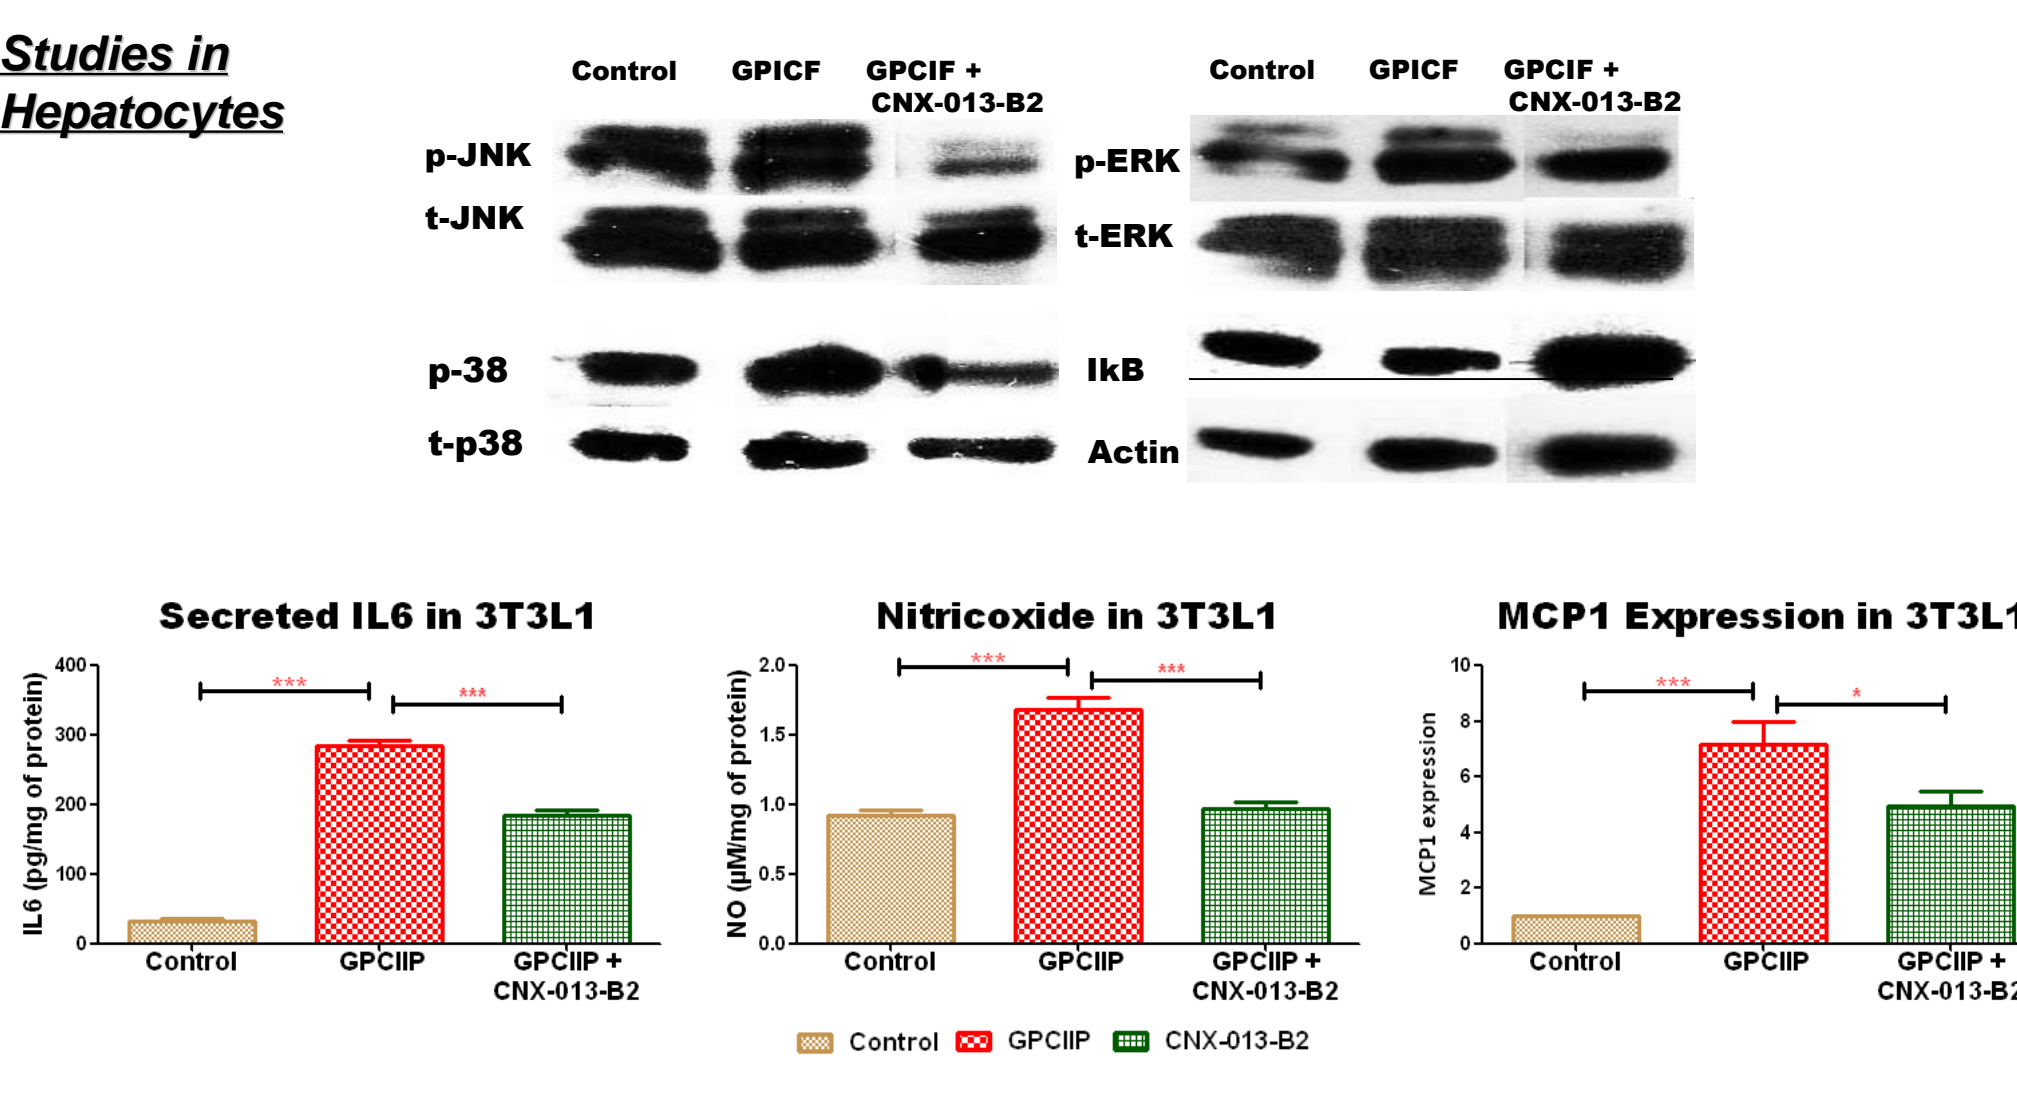 Studies in
Hepatocytes
Control GPICF GPCIF +
CNX-013-B2
p-JNK
t-JNK
p-38
t-p38
Control GPICF GPCIF +
CNX-013-B2
p-ERK
t-ERK
IkB
Actin
Secreted IL6 in 3T3L1
IL6 (pg/mg of protein)
400
300
200
100
0
***
***
Control GPCIIP GPCIIP +
CNX-013-B2
Nitricoxide in 3T3L1
NO (µM/mg of protein)
2.0
1.5
1.0
0.5
0.0
***
***
Control GPCIIP GPCIIP +
CNX-013-B2
MCP1 Expression in 3T3L1
MCP1 expression
10
8
6
4
2
0
***
*
Control GPCIIP GPCIIP +
CNX-013-B2
Control GPCIIP CNX-013-B2